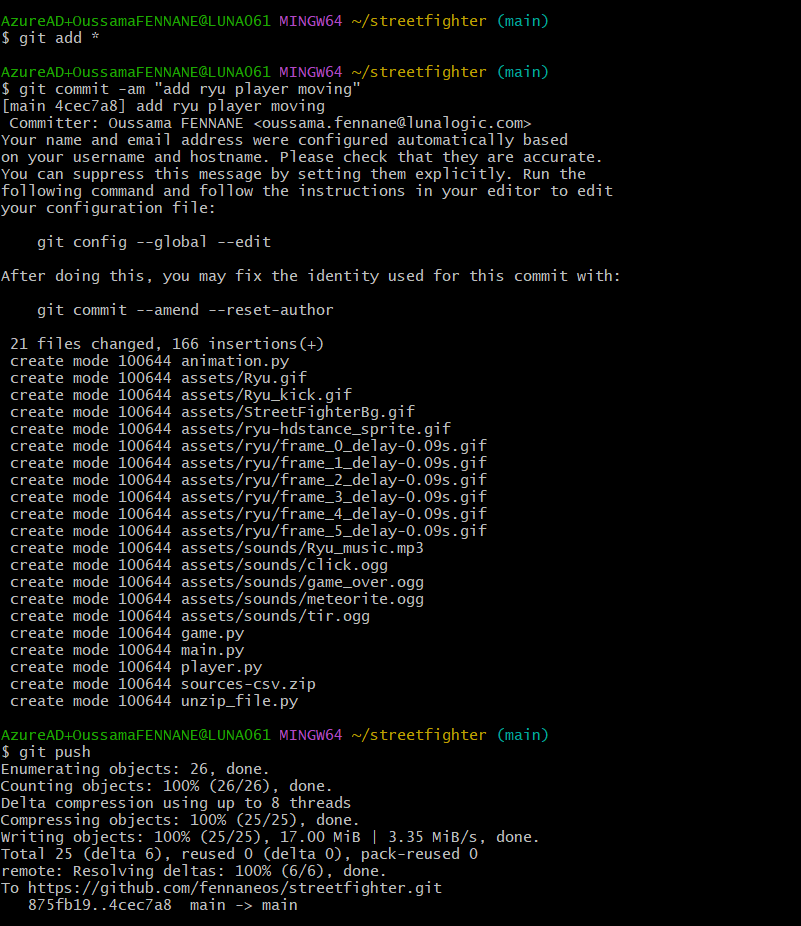 AzureAD+OussamaFENNANE@LUNA061 MINGW64 ~/streetfighter (main)
$ git add *
AzureAD+OussamaFENNANE@LUNA061 MINGW64 ~/streetfighter (main)
$ git commit -am "add ryu player moving"
[main 4cec7a8] add ryu player moving
 Committer: Oussama FENNANE <oussama.fennane@lunalogic.com>
Your name and email address were configured automatically based
on your username and hostname. Please check that they are accurate.
You can suppress this message by setting them explicitly. Run the
following command and follow the instructions in your editor to edit
your configuration file:
    git config --global --edit
After doing this, you may fix the identity used for this commit with:
    git commit --amend --reset-author
 21 files changed, 166 insertions(+)
 create mode 100644 animation.py
 create mode 100644 assets/Ryu.gif
 create mode 100644 assets/Ryu_kick.gif
 create mode 100644 assets/StreetFighterBg.gif
 create mode 100644 assets/ryu-hdstance_sprite.gif
 create mode 100644 assets/ryu/frame_0_delay-0.09s.gif
 create mode 100644 assets/ryu/frame_1_delay-0.09s.gif
 create mode 100644 assets/ryu/frame_2_delay-0.09s.gif
 create mode 100644 assets/ryu/frame_3_delay-0.09s.gif
 create mode 100644 assets/ryu/frame_4_delay-0.09s.gif
 create mode 100644 assets/ryu/frame_5_delay-0.09s.gif
 create mode 100644 assets/sounds/Ryu_music.mp3
 create mode 100644 assets/sounds/click.ogg
 create mode 100644 assets/sounds/game_over.ogg
 create mode 100644 assets/sounds/meteorite.ogg
 create mode 100644 assets/sounds/tir.ogg
 create mode 100644 game.py
 create mode 100644 main.py
 create mode 100644 player.py
 create mode 100644 sources-csv.zip
 create mode 100644 unzip_file.py
AzureAD+OussamaFENNANE@LUNA061 MINGW64 ~/streetfighter (main)
$ git push
Enumerating objects: 26, done.
Counting objects: 100% (26/26), done.
Delta compression using up to 8 threads
Compressing objects: 100% (25/25), done.
Writing objects: 100% (25/25), 17.00 MiB | 3.35 MiB/s, done.
Total 25 (delta 6), reused 0 (delta 0), pack-reused 0
remote: Resolving deltas: 100% (6/6), done.
To https://github.com/fennaneos/streetfighter.git
   875fb19..4cec7a8  main -> main